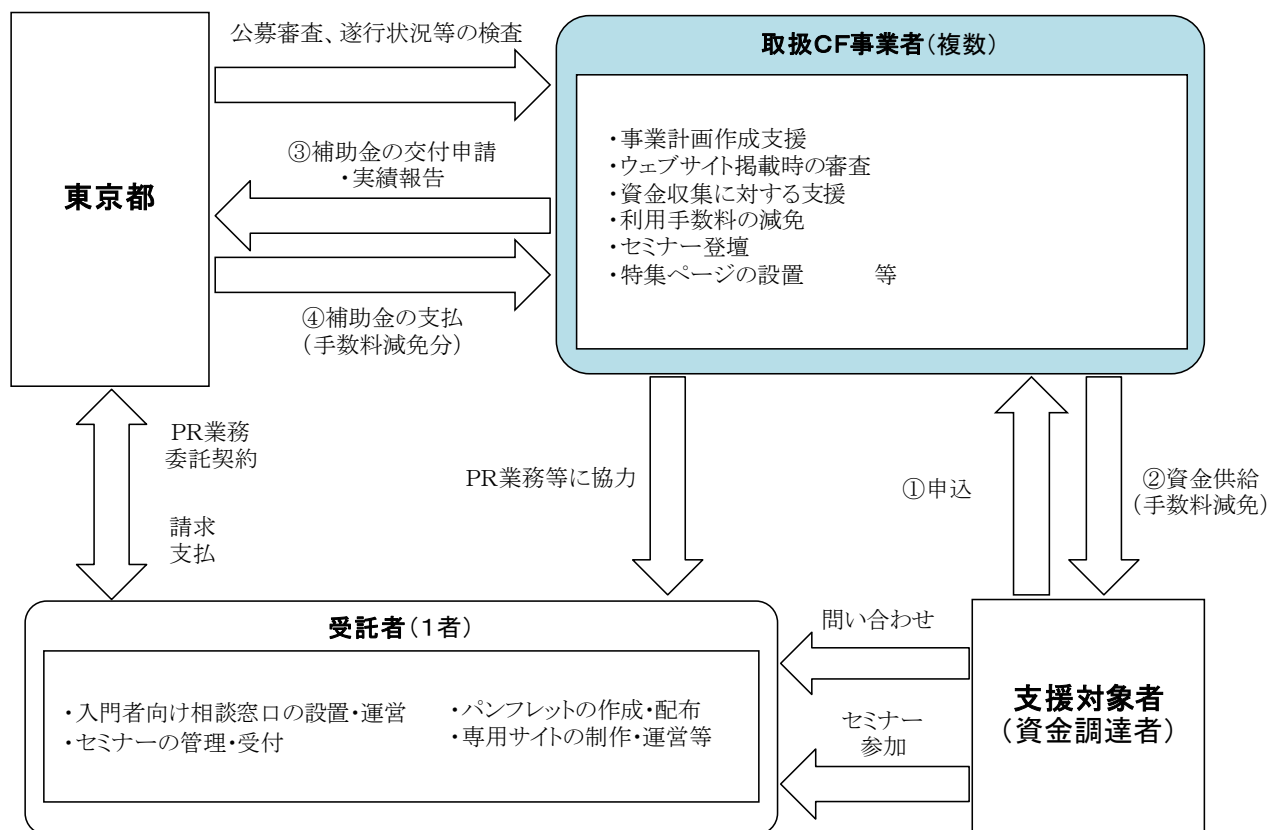 公募審査、遂行状況等の検査
取扱CF事業者(複数)
・事業計画作成支援
・ウェブサイト掲載時の審査
・資金収集に対する支援
・利用手数料の減免
・セミナー登壇
・特集ページの設置　　　等
東京都
③補助金の交付申請
・実績報告
④補助金の支払
(手数料減免分)
PR業務
委託契約
請求
支払
PR業務等に協力
①申込
②資金供給
(手数料減免)
受託者(1者)
・入門者向け相談窓口の設置・運営
・セミナーの管理・受付
・パンフレットの作成・配布
・専用サイトの制作・運営等
問い合わせ
セミナー
参加
支援対象者
(資金調達者)